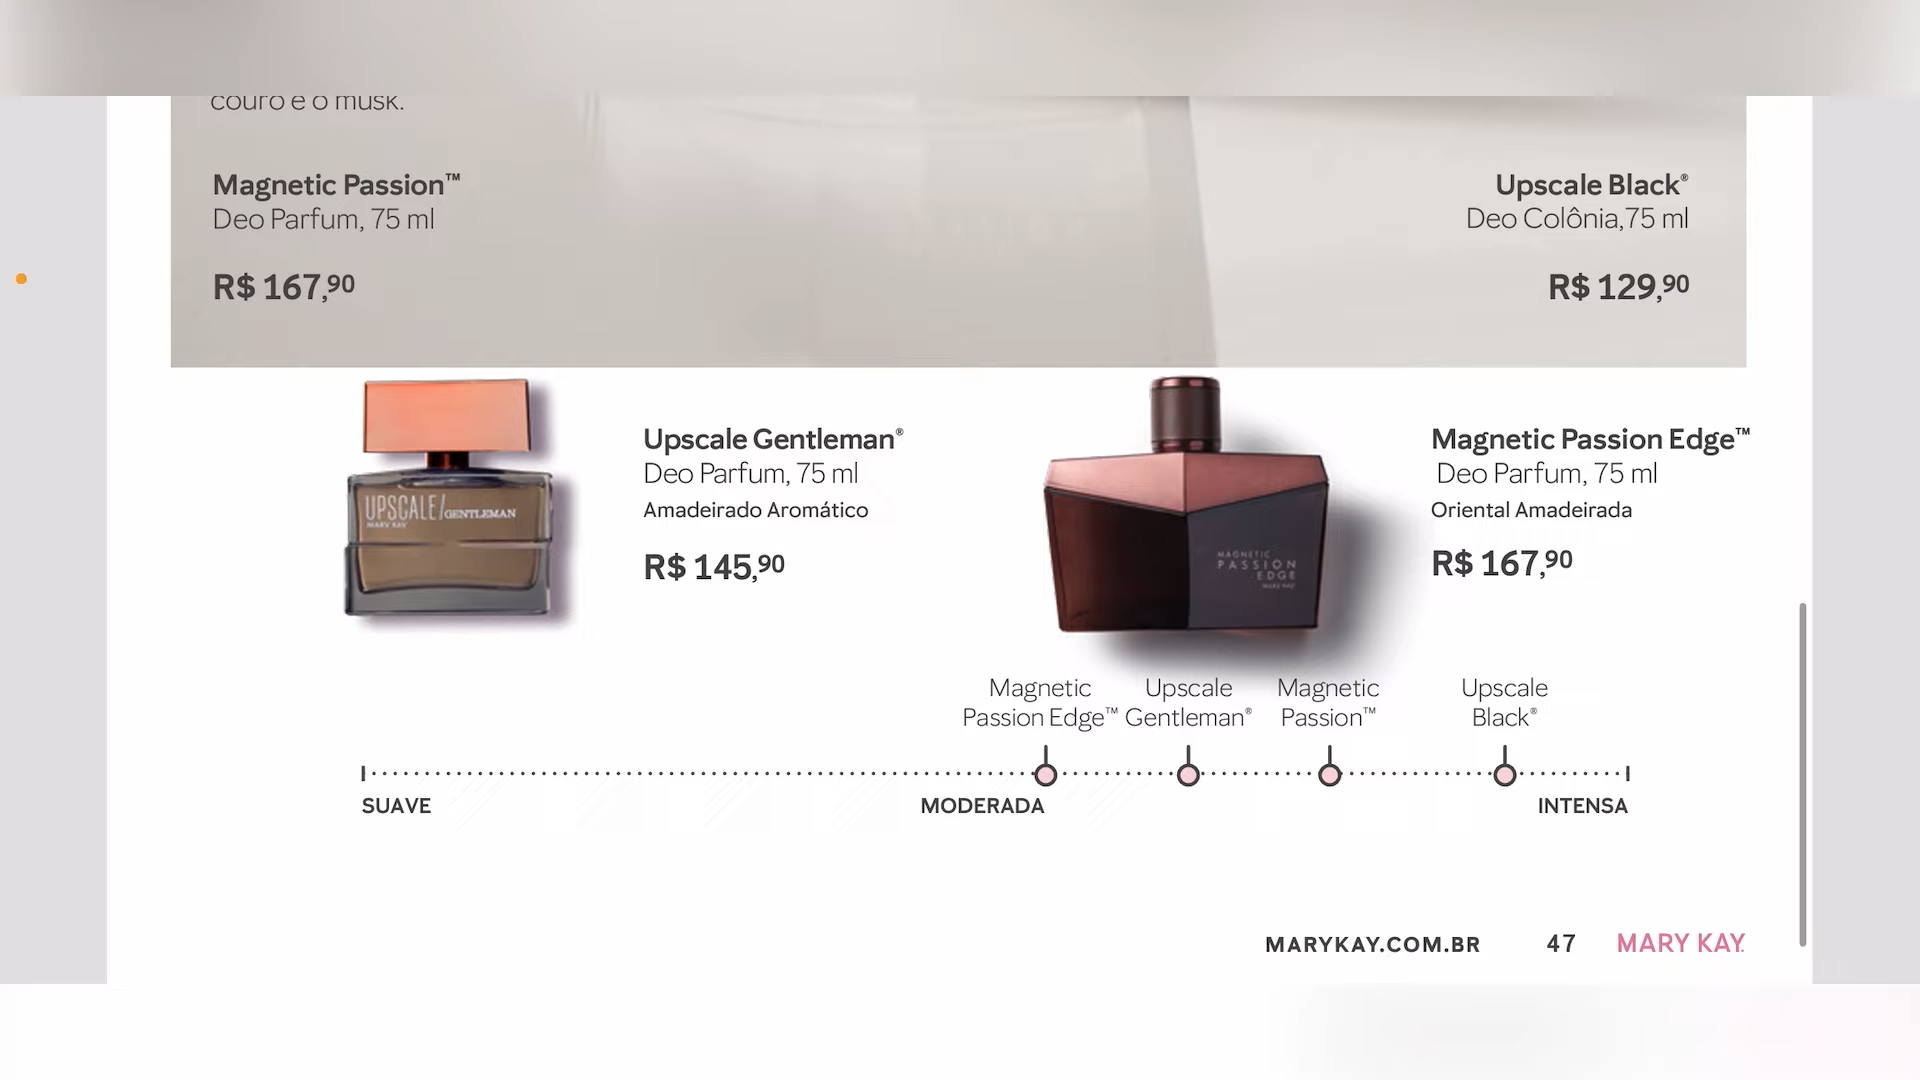 couro e o musk.
Magnetic Passion™
Deo Parfum, 75 ml
R$ 167,90
Upscale Black®
Deo Colônia,75 ml
R$ 129,90
UPSCALE/GENTLEMAN
MARY KAY
Upscale Gentleman®
Deo Parfum, 75 ml
Amadeirado Aromático
R$ 145,90
MAGNETIC
PASSION
EDGE
MARY KAY
Magnetic Passion Edge™
Deo Parfum, 75 ml
Oriental Amadeirada
R$ 167,90
Magnetic
Passion Edge™
Upscale
Gentleman®
Magnetic
Passion™
Upscale
Black®
SUAVE
MODERADA
INTENSA
MARYKAY.COM.BR
47
MARY KAY